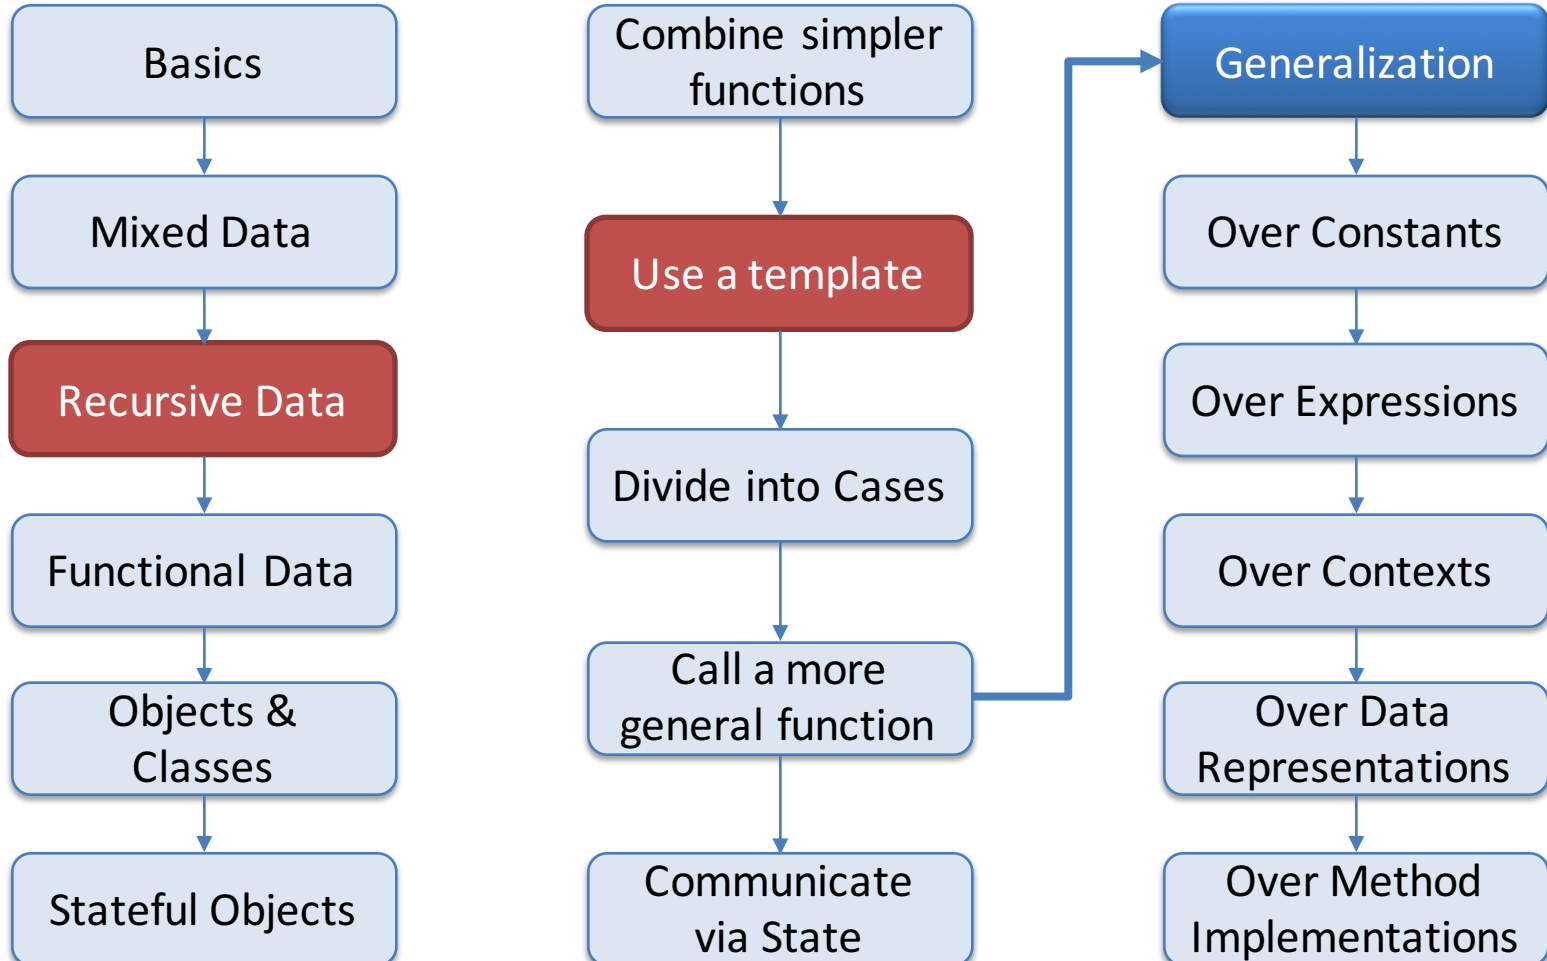 Basics
Mixed Data
Recursive Data
Functional Data
Objects &
Classes
Stateful Objects
Combine simpler
functions
Use a template
Divide into Cases
Call a more
general function
Communicate
via State
Generalization
Over Constants
Over Expressions
Over Contexts
Over Data
Representations
Over Method
Implementations